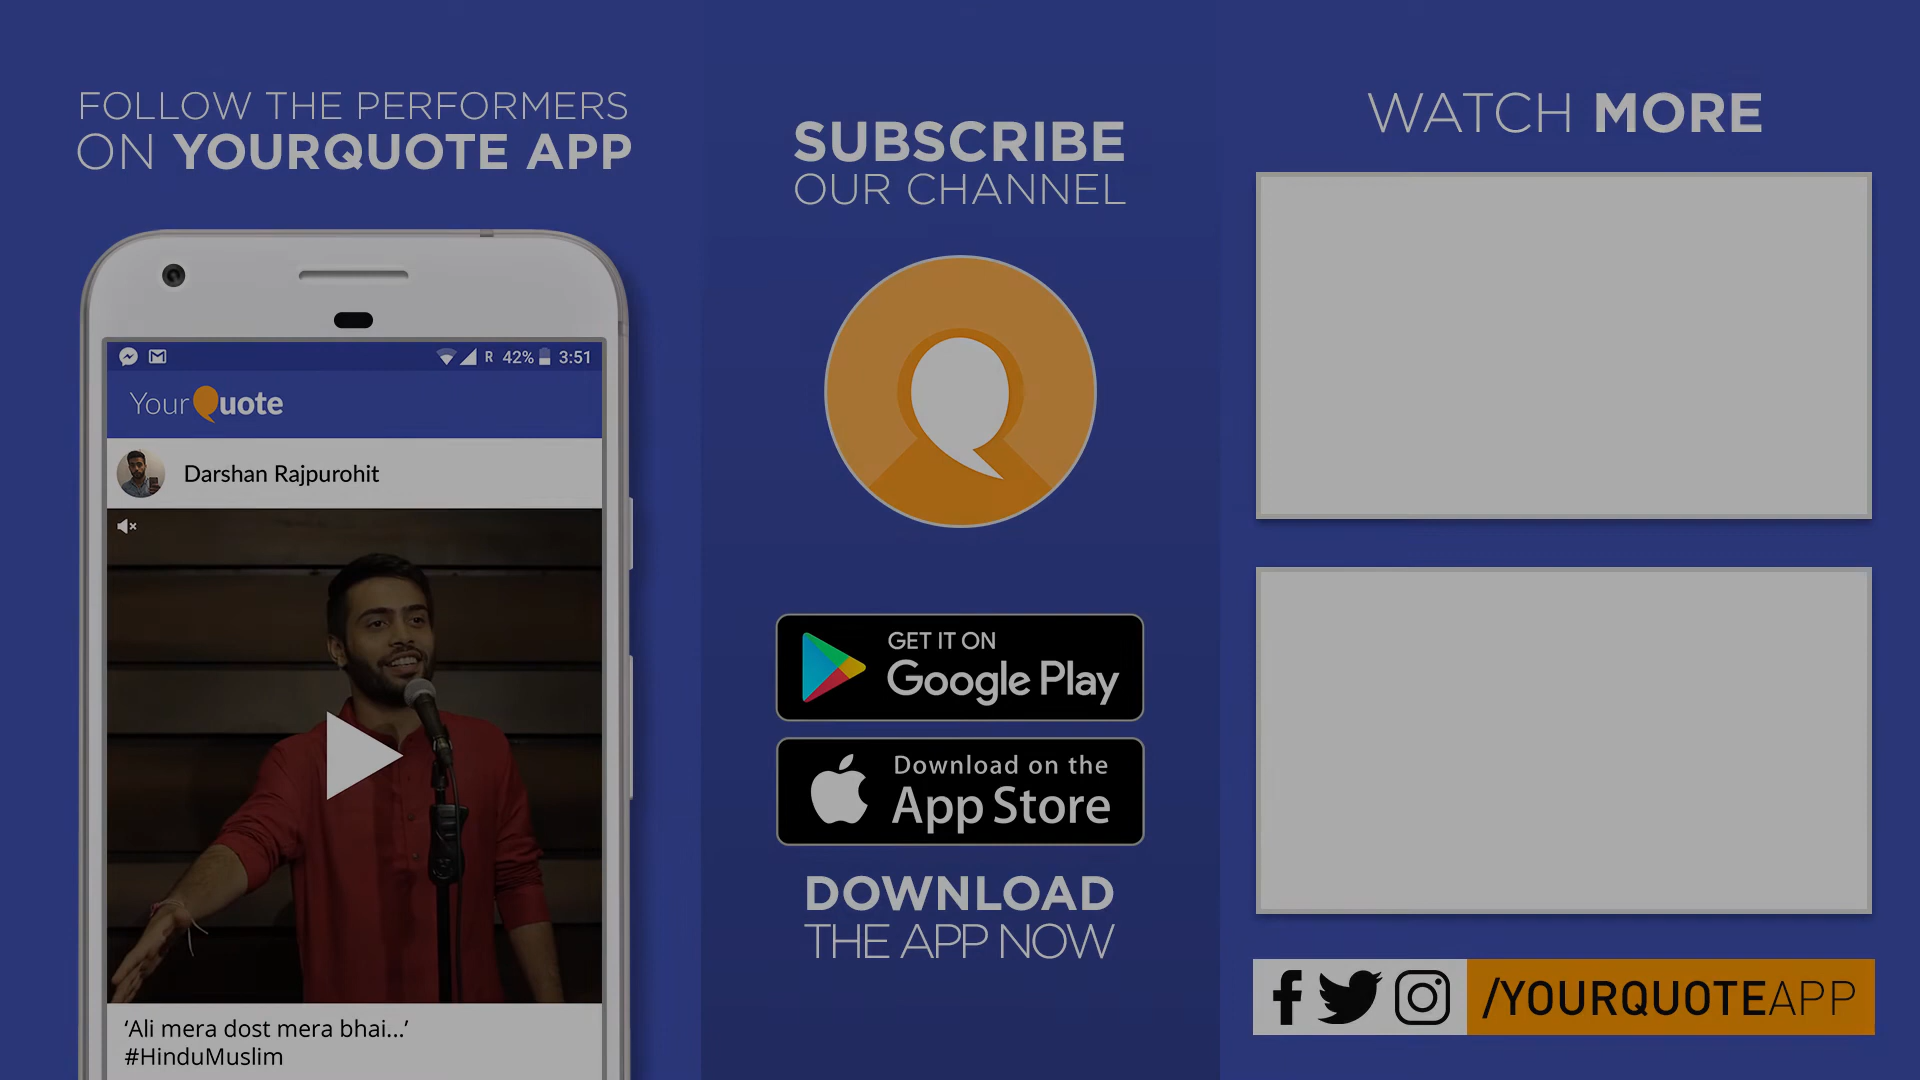 FOLLOW THE PERFORMERS
ON YOURQUOTE APP
R 42% 3:51
YourQuote
Darshan Rajpurohit
‘Ali mera dost mera bhai...’
#HinduMuslim
SUBSCRIBE
OUR CHANNEL
GET IT ON
Google Play
Download on the
App Store
DOWNLOAD
THE APP NOW
WATCH MORE
/YOURQUOTEAPP